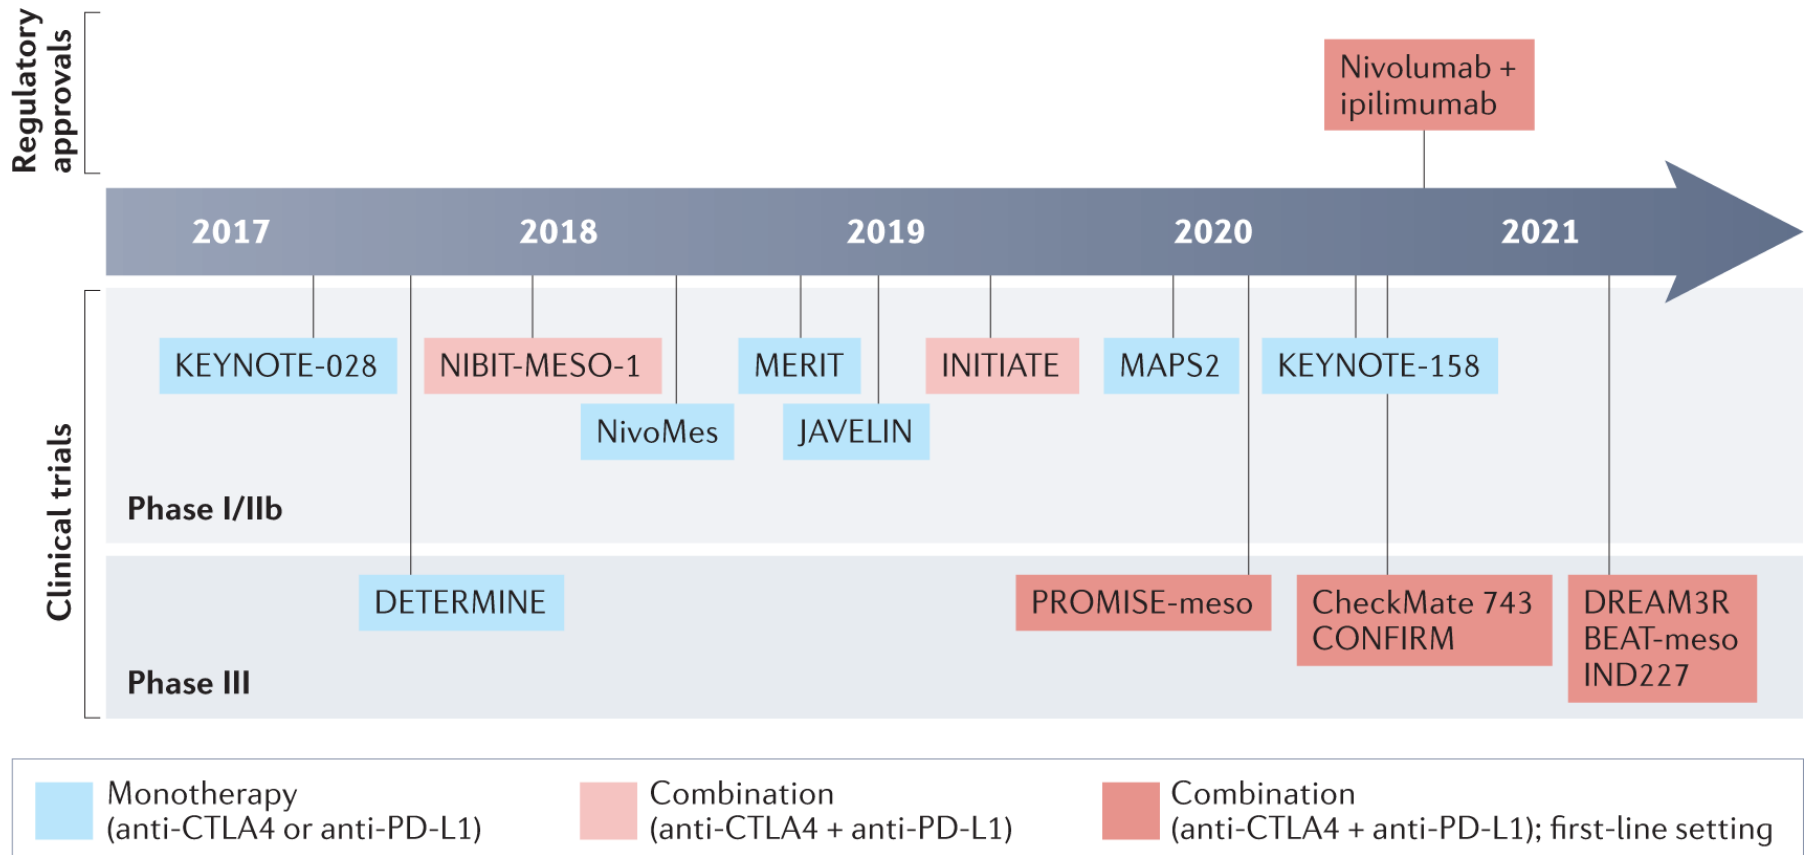 Regulatory
approvals
Nivolumab +
ipilimumab
2017
2018
2019
2020
2021
Clinical trials
KEYNOTE-028
NIBIT-MESO-1
MERIT
INITIATE
MAPS2
KEYNOTE-158
NivoMes
JAVELIN
Phase I/IIb
DETERMINE
PROMISE-meso
CheckMate 743
CONFIRM
DREAM3R
BEAT-meso
IND227
Phase III
Monotherapy
(anti-CTLA4 or anti-PD-L1)
Combination
(anti-CTLA4 + anti-PD-L1)
Combination
(anti-CTLA4 + anti-PD-L1); first-line setting